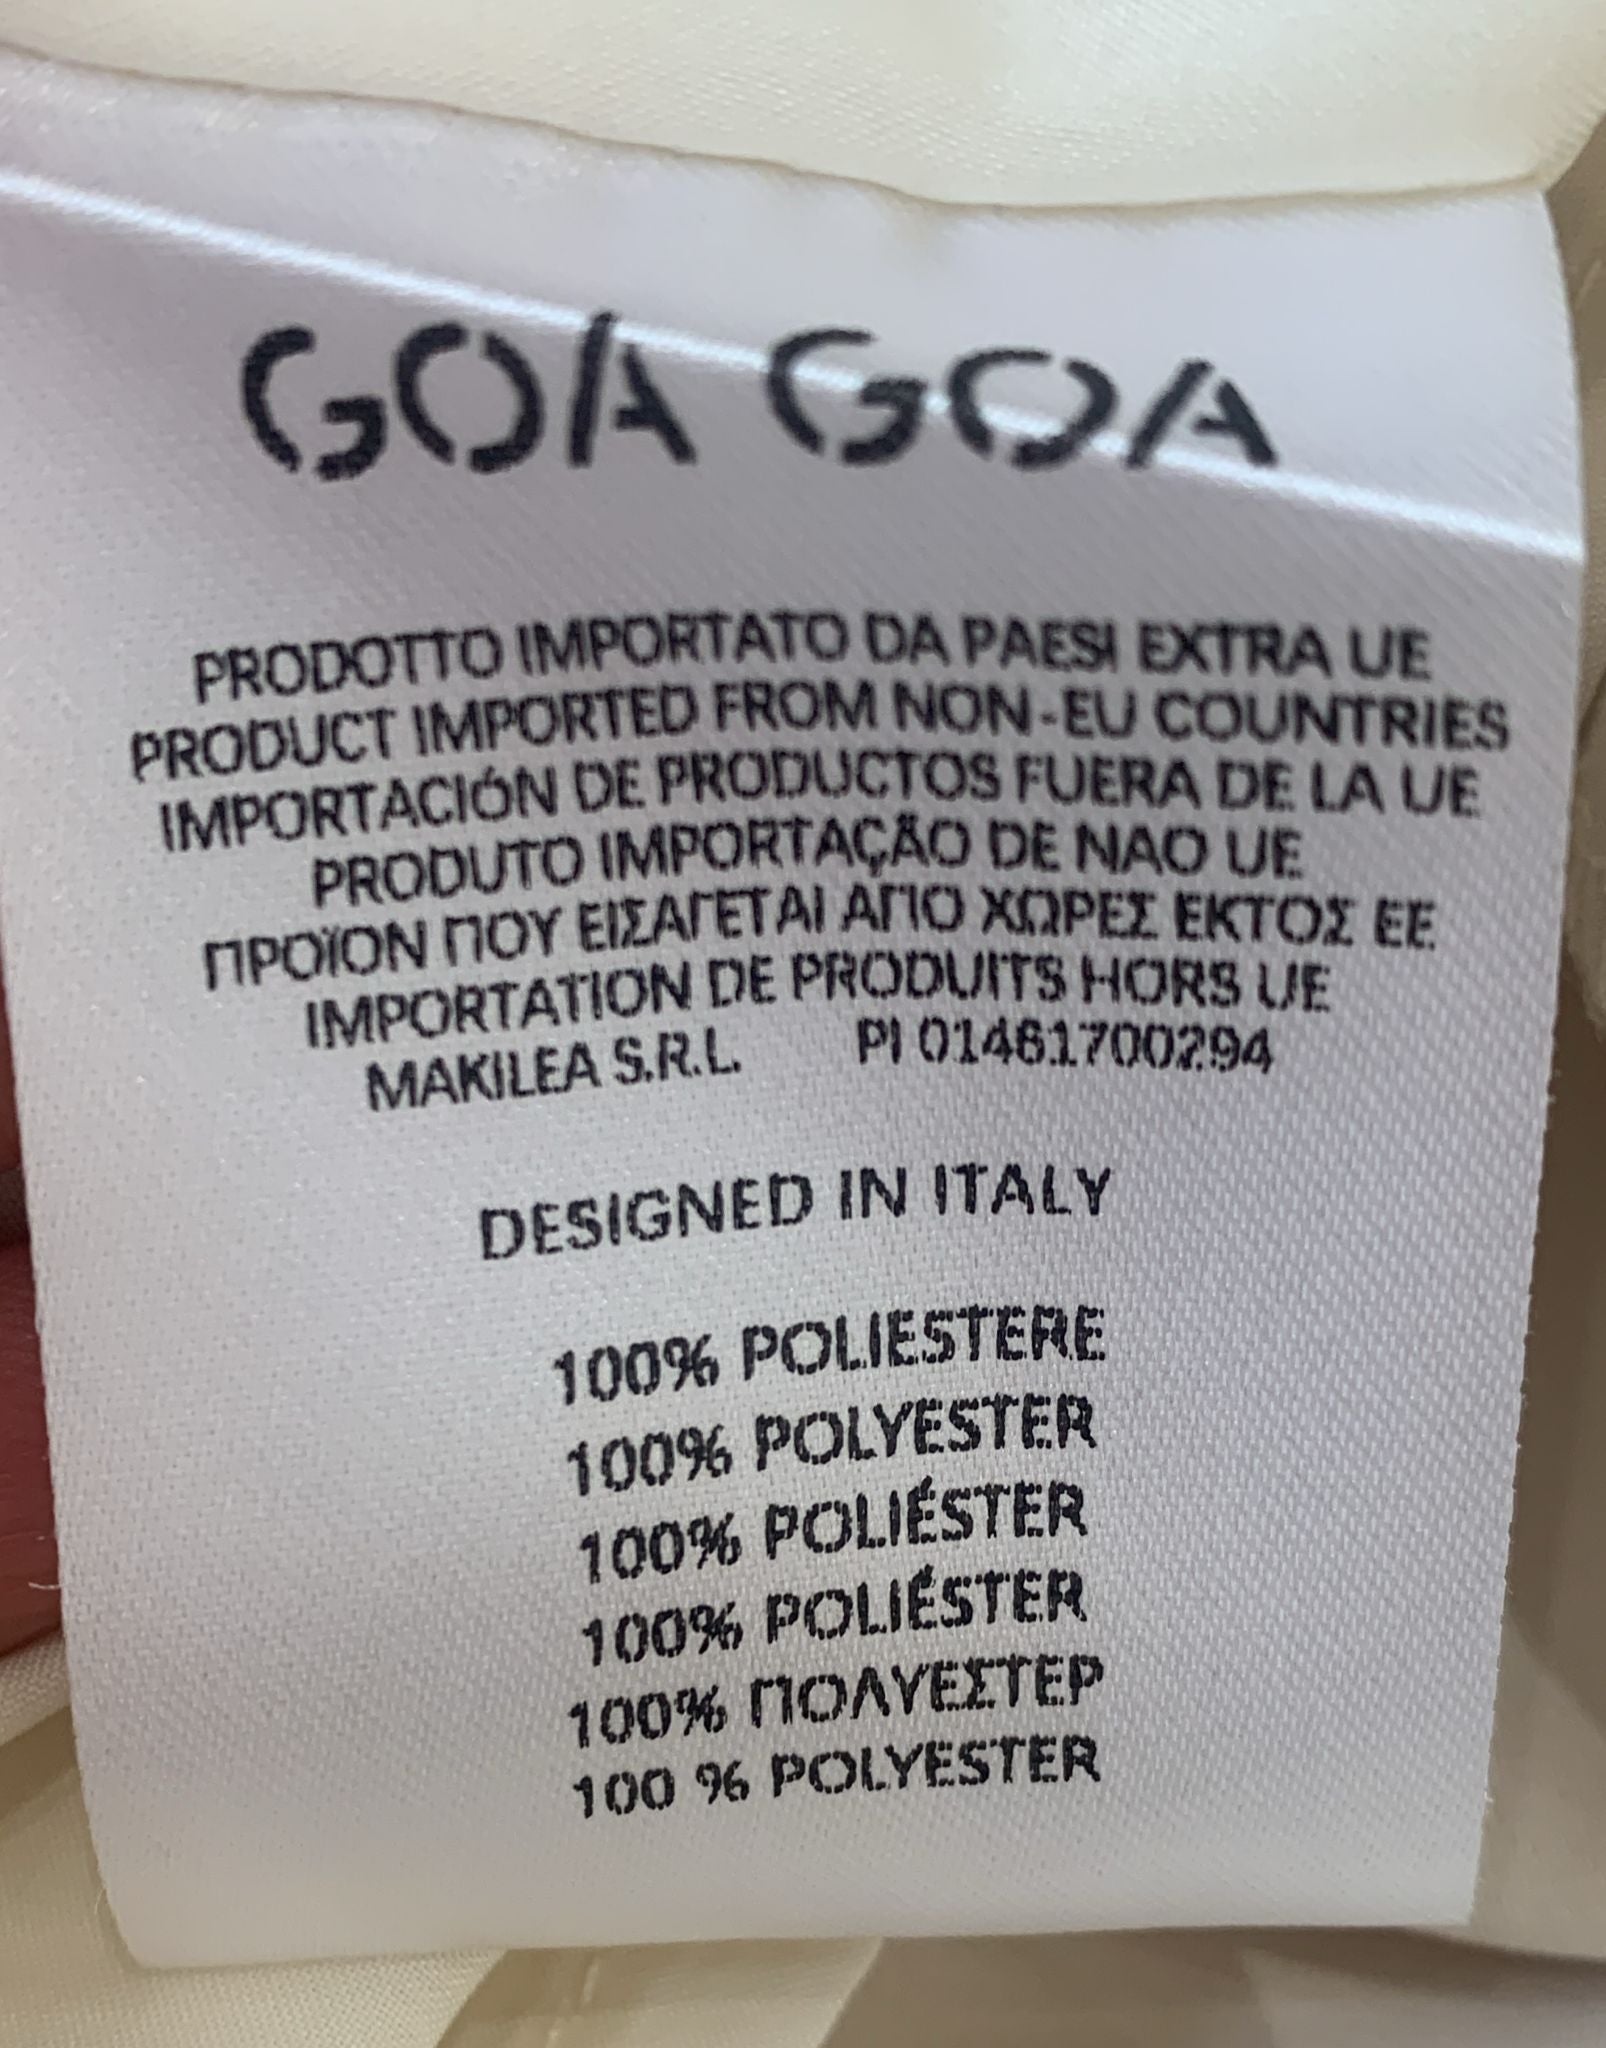 GOA GOA
PRODOTTO IMPORTATO DA PAESI EXTRA UE
PRODUCT IMPORTED FROM NON-EU COUNTRIES
IMPORTACIÓN DE PRODUCTOS FUERA DE LA UE
PRODUTO IMPORTAÇÃO DE NAO UE
ΠΡΟΪΟΝ ΠΟΥ ΕΙΣΑΓΕΤΑΙ ΑΠΟ ΧΩΡΕΣ ΕΚΤΟΣ ΕΕ
IMPORTATION DE PRODUITS HORS UE
MAKILEA S.R.L. PI 01461700294
DESIGNED IN ITALY
100% POLIESTERE
100% POLYESTER
100% POLIÉSTER
100% POLIÉSTER
100% ΠΟΛΥΕΣΤΕΡ
100 % POLYESTER